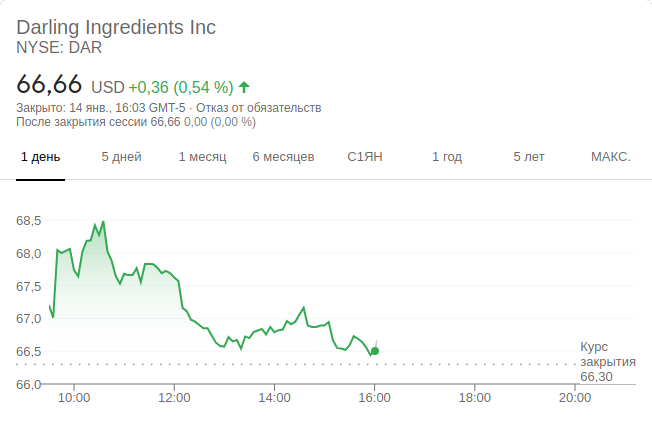 Darling Ingredients Inc
NYSE: DAR
66,66 USD +0,36 (0,54 %)
Закрыто: 14 янв., 16:03 GMT-5 · Отказ от обязательств
После закрытия сессии 66,66 0,00 (0,00 %)
1 день 5 дней 1 месяц 6 месяцев С1ЯН 1 год 5 лет МАКС.
68,5
68,0
67,5
67,0
66,5
66,0
Курс
закрытия
66,30
10:00 12:00 14:00 16:00 18:00 20:00